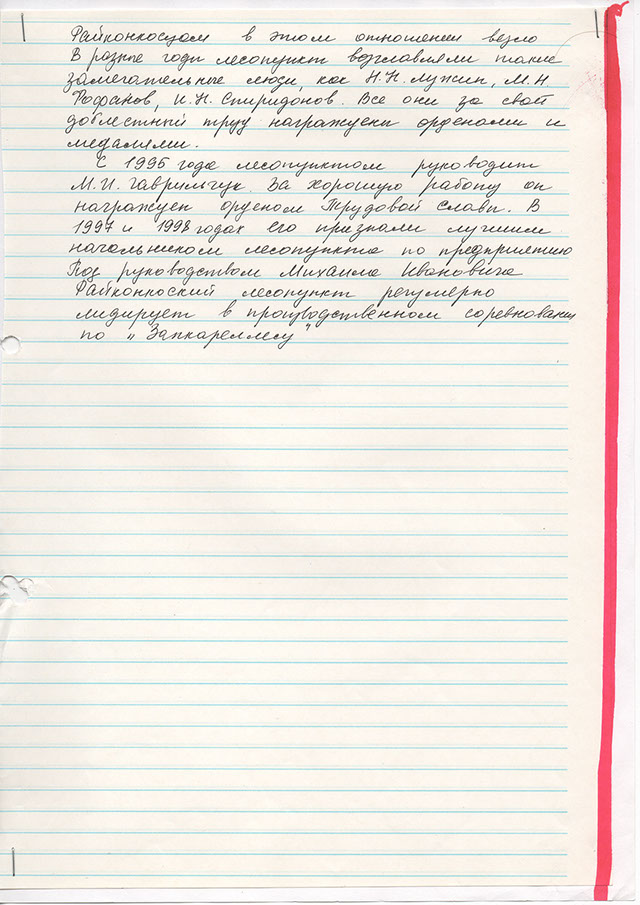 Райконкосцам в этом отношении везло
В разные годы лесопункт возглавляли такие
замечательные люди, как Н.Н. Лужин, М.Н.
Фофанов, И.Н. Спиридонов. Все они за свой
доблестный труд награждены орденами и
медалями.
С 1995 года лесопунктом руководит
М.И. Гаврильчук. За хорошую работу он
награжден орденом Трудовой славы. В
1997 и 1998 годах его признали лучшим
начальником лесопункта по предприятию
Под руководством Михаила Ивановича
Райконкоский лесопункт регулярно
лидирует в производственном соревновании
по „Запкареллесу"